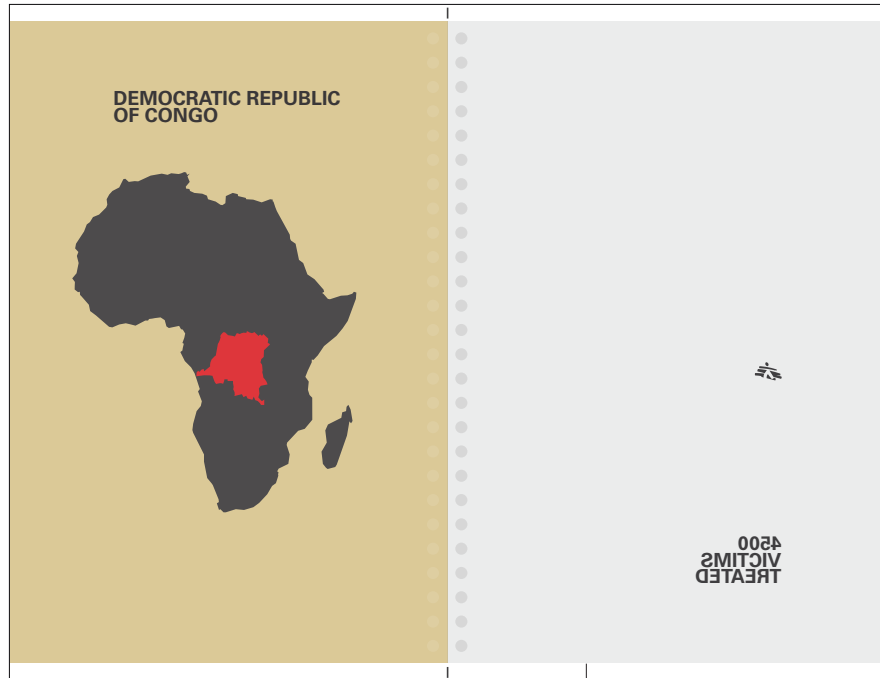 DEMOCRATIC REPUBLIC
OF CONGO
4500
VICTIMS
TREATED